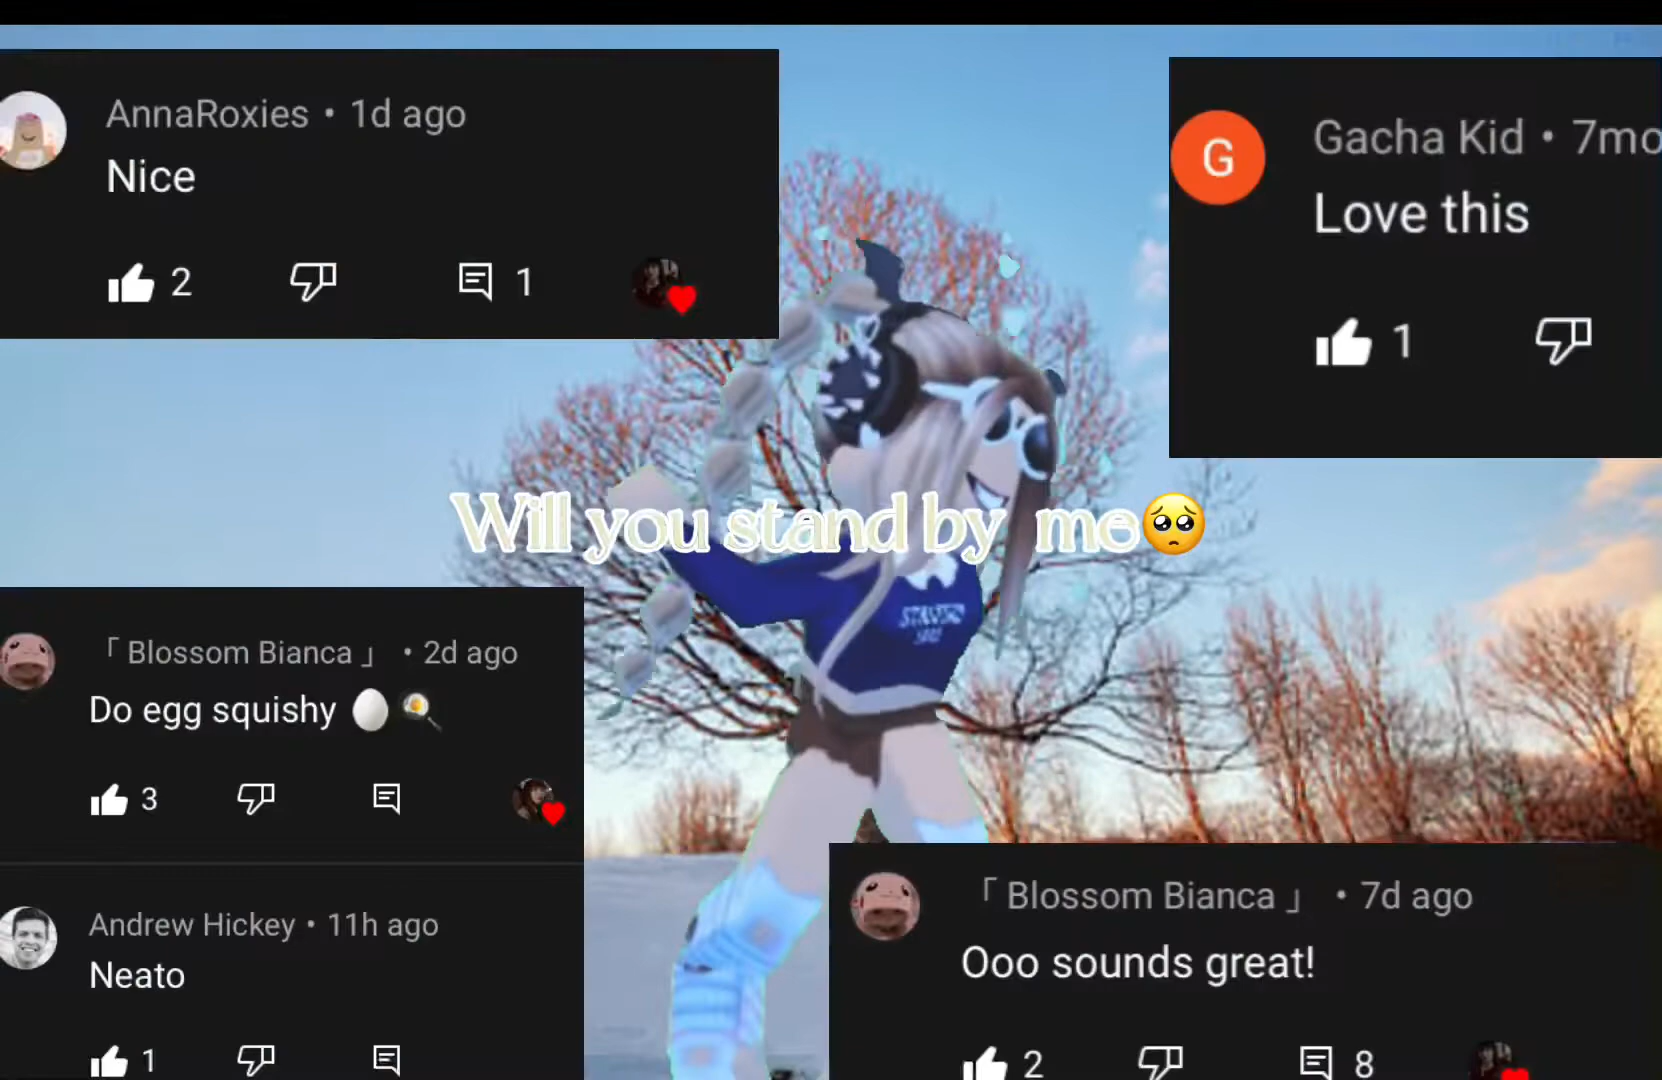 AnnaRoxies • 1d ago
Nice
2
1
G
Gacha Kid • 7mo
Love this
1
Will you stand by me🥺
「 Blossom Bianca 」 • 2d ago
Do egg squishy 🥚🍳
3
Andrew Hickey • 11h ago
Neato
1
「 Blossom Bianca 」 • 7d ago
Ooo sounds great!
2
8